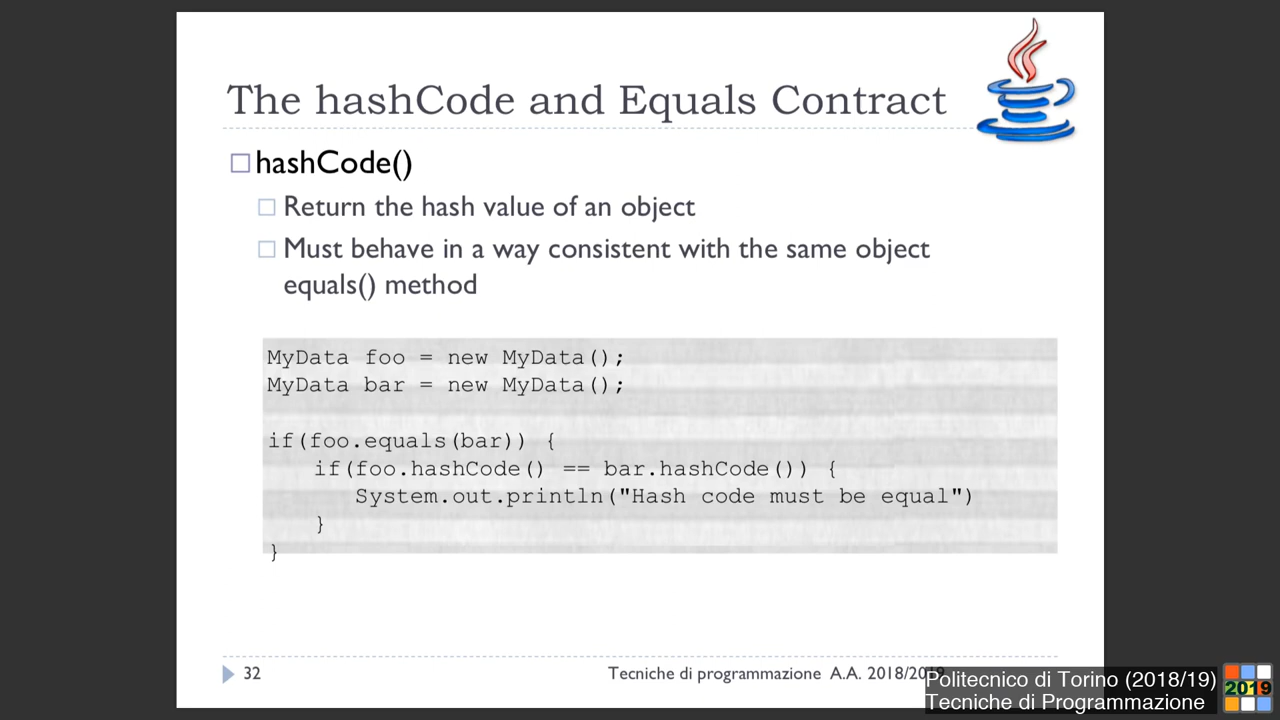 The hashCode and Equals Contract
hashCode()
Return the hash value of an object
Must behave in a way consistent with the same object
equals() method
MyData foo = new MyData();
MyData bar = new MyData();
if(foo.equals(bar)) {
if(foo.hashCode() == bar.hashCode()) {
System.out.println("Hash code must be equal")
}
}
32
Tecniche di programmazione A.A. 2018/2019
Politecnico di Torino (2018/19)
Tecniche di Programmazione
2019